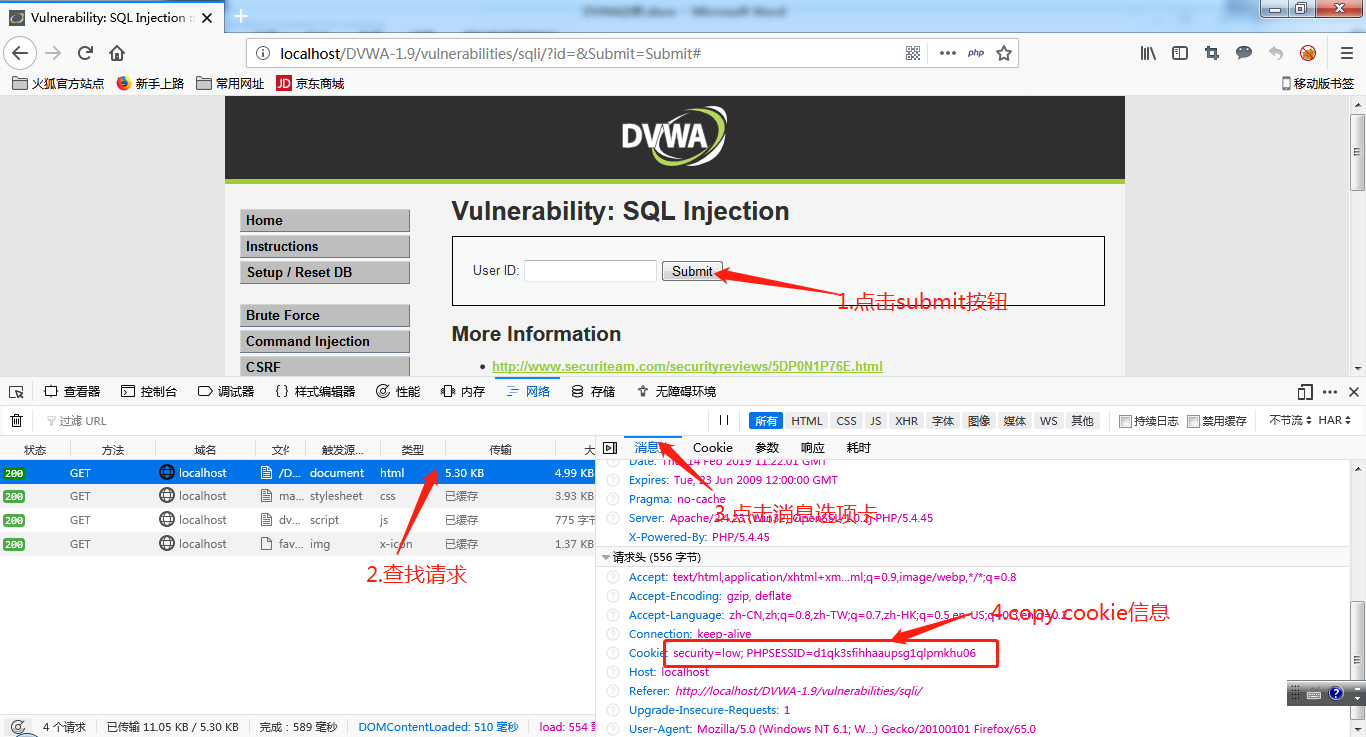 Vulnerability: SQL Injection ::
localhost/DVWA-1.9/vulnerabilities/sqli/?id=&Submit=Submit#
php
火狐官方站点 新手上路 常用网址 JD 京东商城 移动版书签
DVWA
Home
Instructions
Setup / Reset DB
Brute Force
Command Injection
CSRF
Vulnerability: SQL Injection
User ID: Submit
1.点击submit按钮
More Information
• http://www.securiteam.com/securityreviews/5DP0N1P76E.html
查看器 控制台 调试器 {} 样式编辑器 性能 内存 网络 存储 无障碍环境
过滤 URL
所有 HTML CSS JS XHR 字体 图像 媒体 WS 其他 持续日志 禁用缓存 不节流 HAR
状态 方法 域名 文件 触发源... 类型 传输 大
200 GET localhost /D... document html 5.30 KB 4.99 KB
200 GET localhost ma... stylesheet css 已缓存 3.93 KB
200 GET localhost dv... script js 已缓存 775 字节
200 GET localhost fav... img x-icon 已缓存 1.37 KB
2.查找请求
消息头 Cookie 参数 响应 耗时
Date: Thu, 14 Feb 2019 11:22:01 GMT
Expires: Tue, 23 Jun 2009 12:00:00 GMT
Pragma: no-cache
3.点击消息选项卡
Server: Apache/2.4.23 (Win32) OpenSSL/1.0.2j PHP/5.4.45
X-Powered-By: PHP/5.4.45
请求头 (556 字节)
Accept: text/html,application/xhtml+xm...ml;q=0.9,image/webp,*/*;q=0.8
Accept-Encoding: gzip, deflate
Accept-Language: zh-CN,zh;q=0.8,zh-TW;q=0.7,zh-HK;q=0.5,en-US;q=0.3,en;q=0.2
4.copy cookie信息
Connection: keep-alive
Cookie: security=low; PHPSESSID=d1qk3sfihhaaupsg1qlpmkhu06
Host: localhost
Referer: http://localhost/DVWA-1.9/vulnerabilities/sqli/
Upgrade-Insecure-Requests: 1
User-Agent: Mozilla/5.0 (Windows NT 6.1; W...) Gecko/20100101 Firefox/65.0
4 个请求 已传输 11.05 KB / 5.30 KB 完成：589 毫秒 DOMContentLoaded: 510 毫秒 load: 554 毫